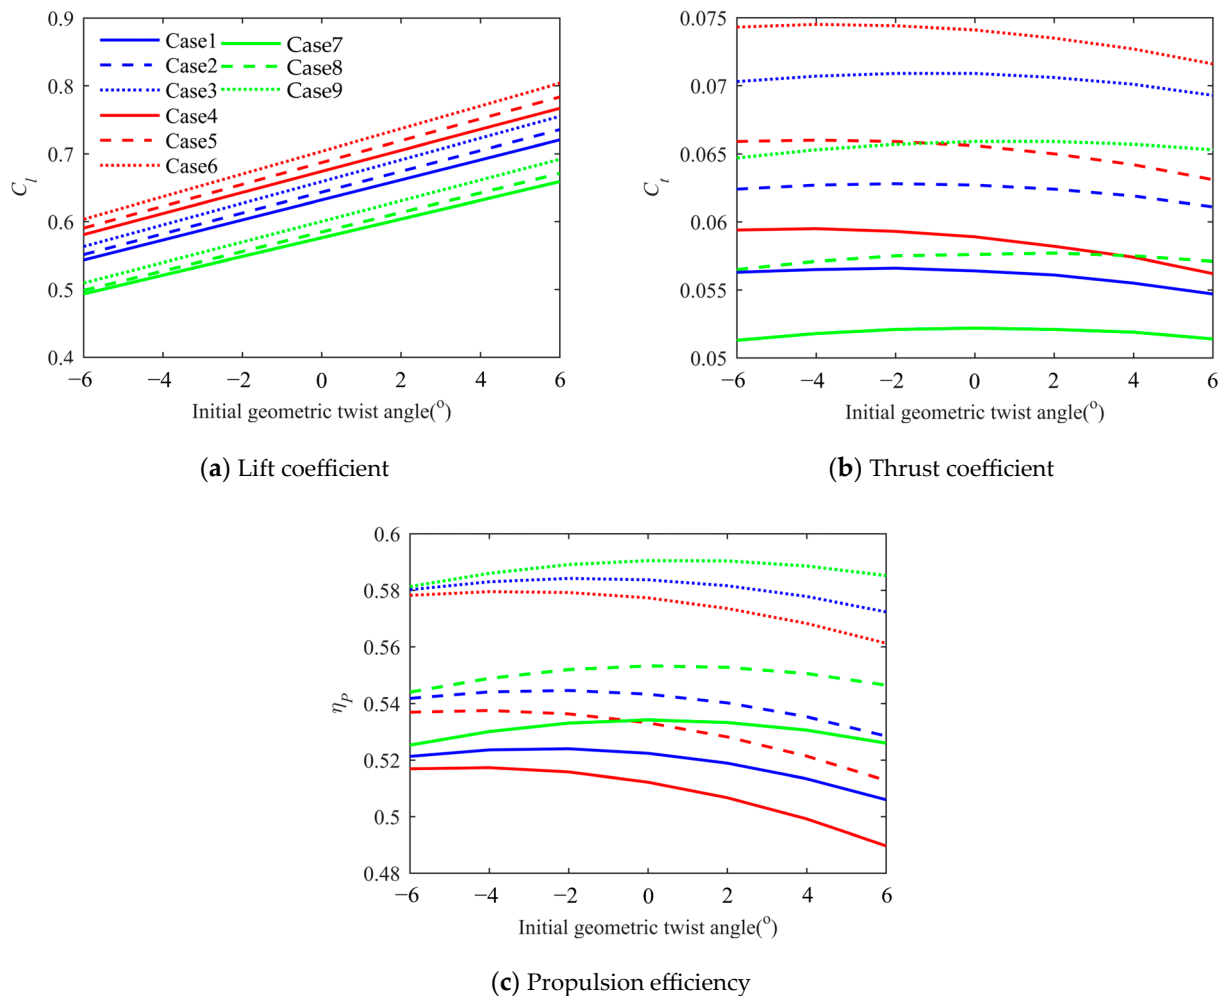 0.9
0.8
0.7
0.6
0.5
0.4
C_l
Case1
Case2
Case3
Case4
Case5
Case6
Case7
Case8
Case9
−6 −4 −2 0 2 4 6
Initial geometric twist angle(°)
(a) Lift coefficient
0.075
0.07
0.065
0.06
0.055
0.05
C_t
−6 −4 −2 0 2 4 6
Initial geometric twist angle(°)
(b) Thrust coefficient
0.6
0.58
0.56
0.54
0.52
0.5
0.48
η_P
−6 −4 −2 0 2 4 6
Initial geometric twist angle(°)
(c) Propulsion efficiency